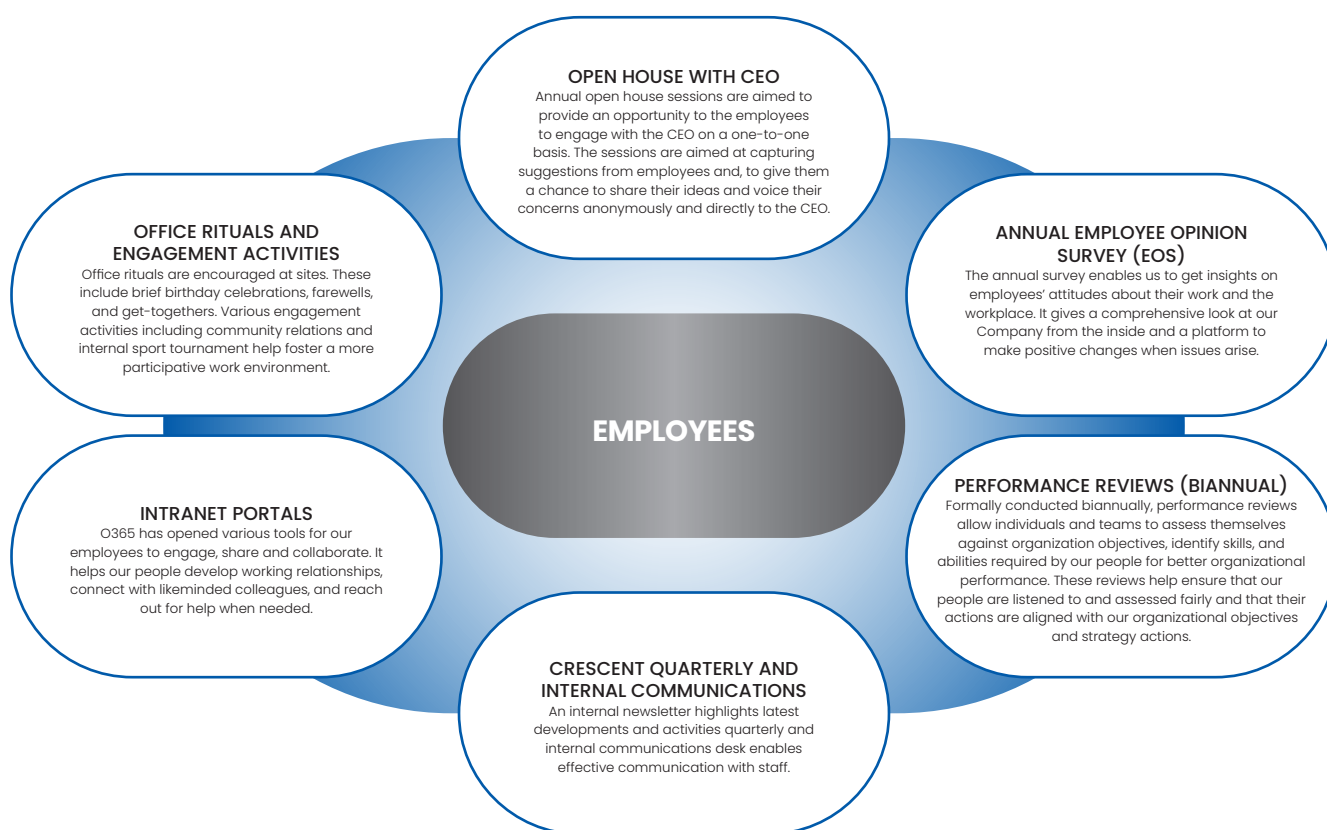 OPEN HOUSE WITH CEO
Annual open house sessions are aimed to
provide an opportunity to the employees
to engage with the CEO on a one-to-one
basis. The sessions are aimed at capturing
suggestions from employees and, to give them
a chance to share their ideas and voice their
concerns anonymously and directly to the CEO.
OFFICE RITUALS AND
ENGAGEMENT ACTIVITIES
Office rituals are encouraged at sites. These
include brief birthday celebrations, farewells,
and get-togethers. Various engagement
activities including community relations and
internal sport tournament help foster a more
participative work environment.
ANNUAL EMPLOYEE OPINION
SURVEY (EOS)
The annual survey enables us to get insights on
employees’ attitudes about their work and the
workplace. It gives a comprehensive look at our
Company from the inside and a platform to
make positive changes when issues arise.
EMPLOYEES
INTRANET PORTALS
O365 has opened various tools for our
employees to engage, share and collaborate. It
helps our people develop working relationships,
connect with likeminded colleagues, and reach
out for help when needed.
PERFORMANCE REVIEWS (BIANNUAL)
Formally conducted biannually, performance reviews
allow individuals and teams to assess themselves
against organization objectives, identify skills, and
abilities required by our people for better organizational
performance. These reviews help ensure that our
people are listened to and assessed fairly and that their
actions are aligned with our organizational objectives
and strategy actions.
CRESCENT QUARTERLY AND
INTERNAL COMMUNICATIONS
An internal newsletter highlights latest
developments and activities quarterly and
internal communications desk enables
effective communication with staff.